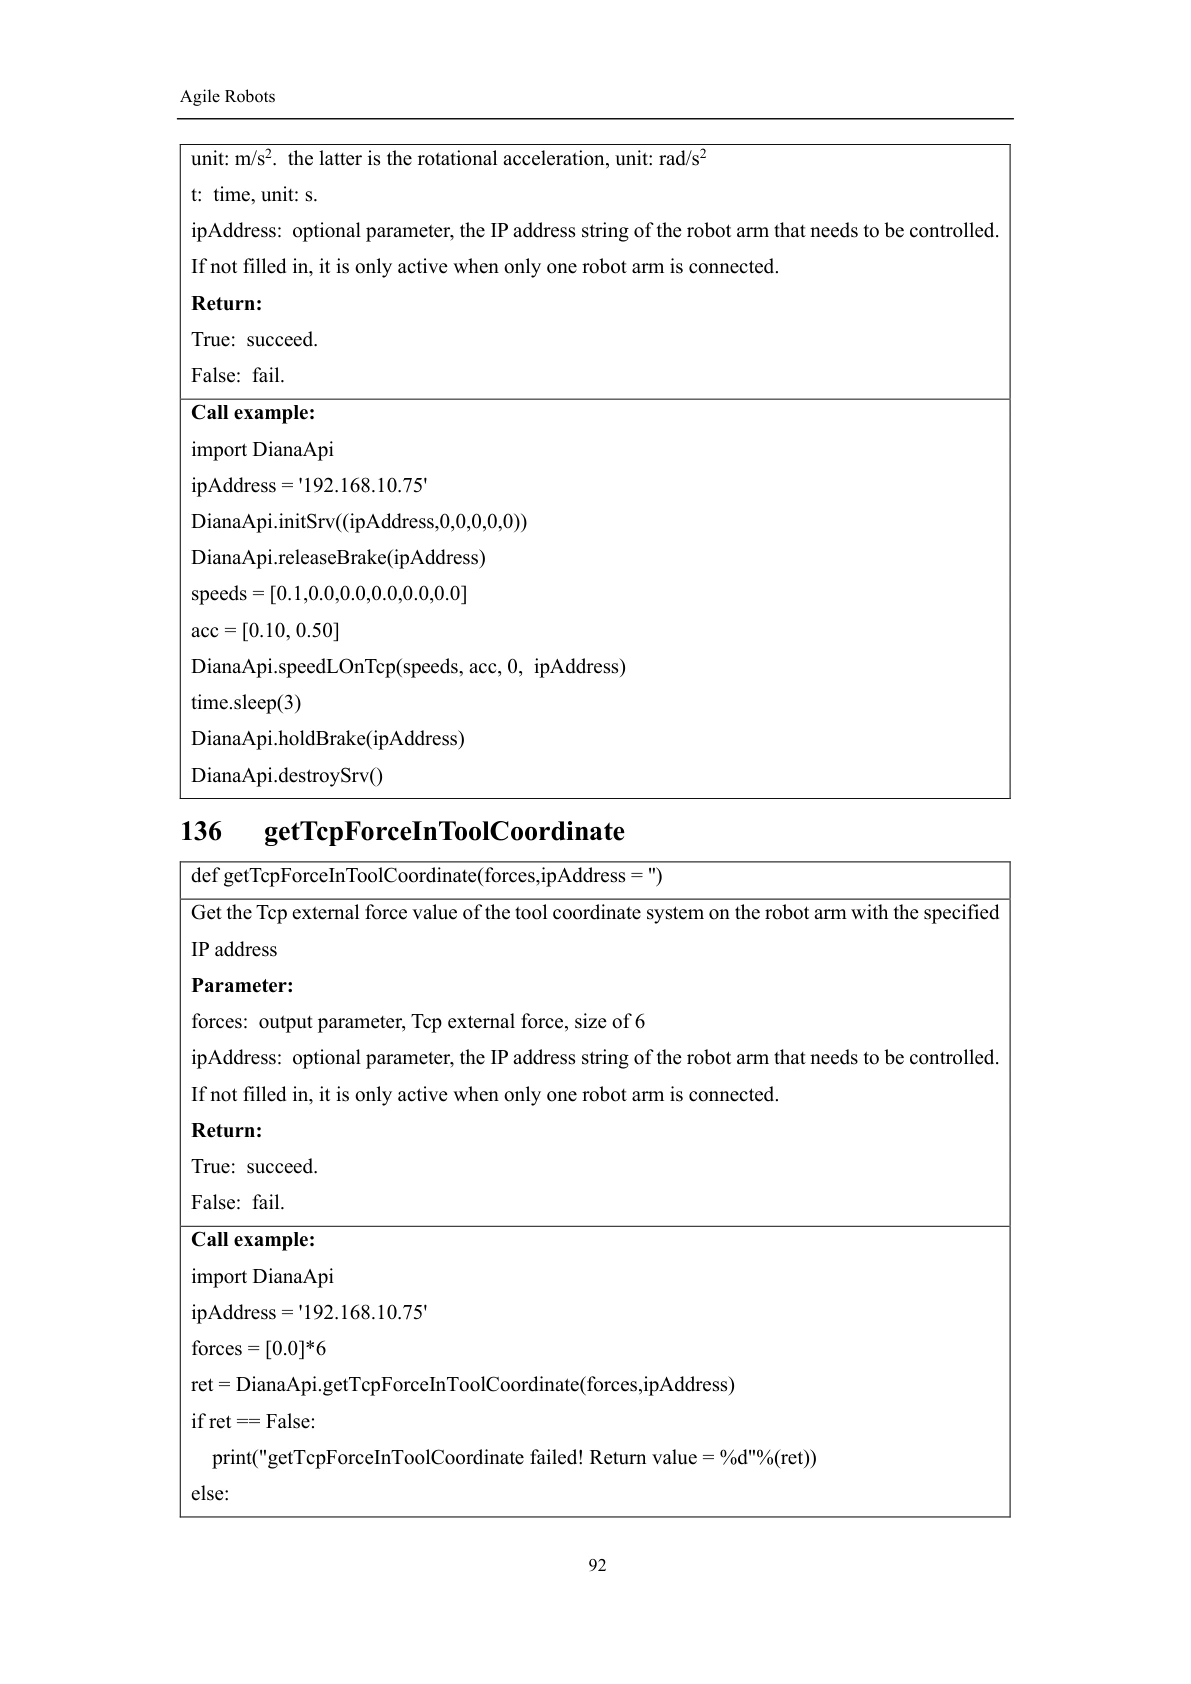 Agile Robots
unit: m/s². the latter is the rotational acceleration, unit: rad/s²
t: time, unit: s.
ipAddress: optional parameter, the IP address string of the robot arm that needs to be controlled.
If not filled in, it is only active when only one robot arm is connected.
Return:
True: succeed.
False: fail.
Call example:
import DianaApi
ipAddress = '192.168.10.75'
DianaApi.initSrv((ipAddress,0,0,0,0,0))
DianaApi.releaseBrake(ipAddress)
speeds = [0.1,0.0,0.0,0.0,0.0,0.0]
acc = [0.10, 0.50]
DianaApi.speedLOnTcp(speeds, acc, 0, ipAddress)
time.sleep(3)
DianaApi.holdBrake(ipAddress)
DianaApi.destroySrv()
136 getTcpForceInToolCoordinate
def getTcpForceInToolCoordinate(forces,ipAddress = '')
Get the Tcp external force value of the tool coordinate system on the robot arm with the specified
IP address
Parameter:
forces: output parameter, Tcp external force, size of 6
ipAddress: optional parameter, the IP address string of the robot arm that needs to be controlled.
If not filled in, it is only active when only one robot arm is connected.
Return:
True: succeed.
False: fail.
Call example:
import DianaApi
ipAddress = '192.168.10.75'
forces = [0.0]*6
ret = DianaApi.getTcpForceInToolCoordinate(forces,ipAddress)
if ret == False:
print("getTcpForceInToolCoordinate failed! Return value = %d"%(ret))
else:
92